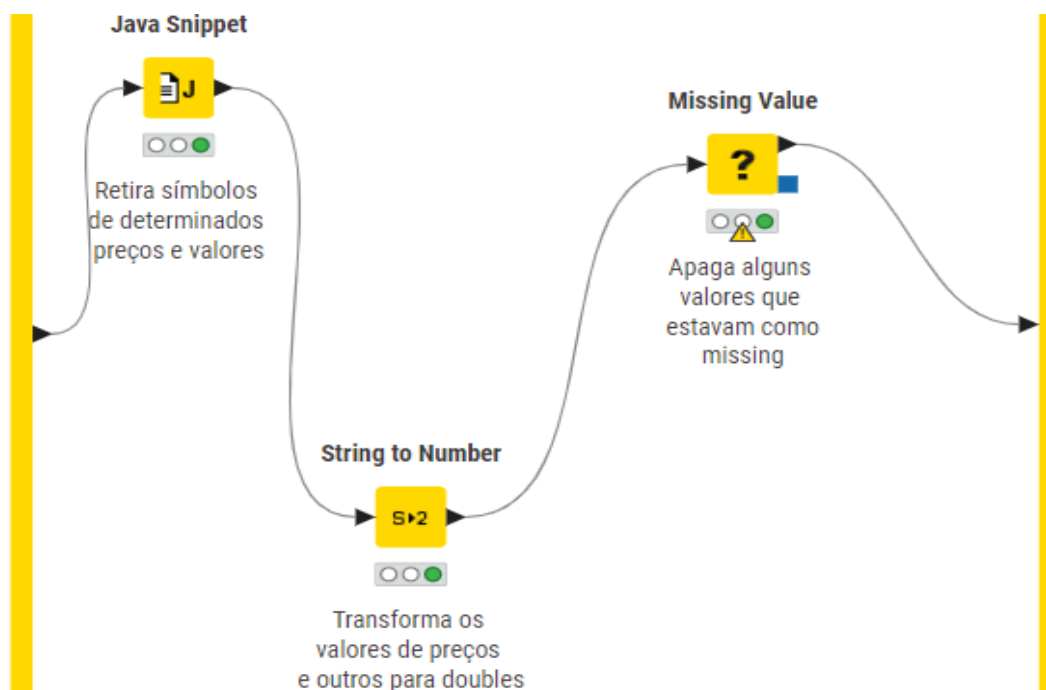 Java Snippet
J
Retira símbolos
de determinados
preços e valores
Missing Value
?
Apaga alguns
valores que
estavam como
missing
String to Number
S▸2
Transforma os
valores de preços
e outros para doubles